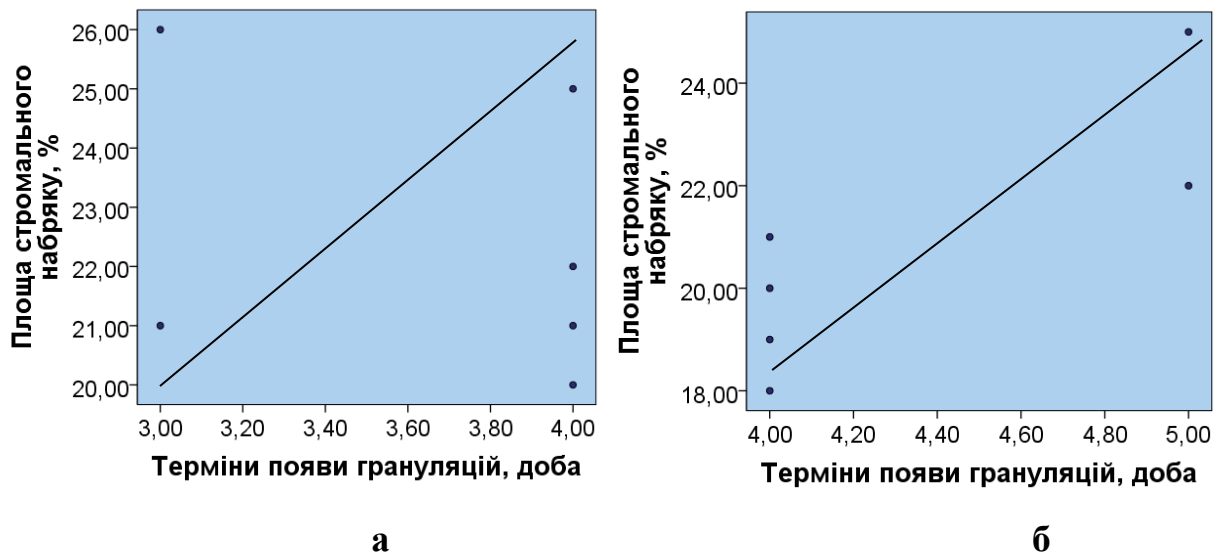 Площа стромального
набряку, %
26,00
25,00
24,00
23,00
22,00
21,00
20,00
3,00 3,20 3,40 3,60 3,80 4,00
Терміни появи грануляцій, доба
а
Площа стромального
набряку, %
24,00
22,00
20,00
18,00
4,00 4,20 4,40 4,60 4,80 5,00
Терміни появи грануляцій, доба
б